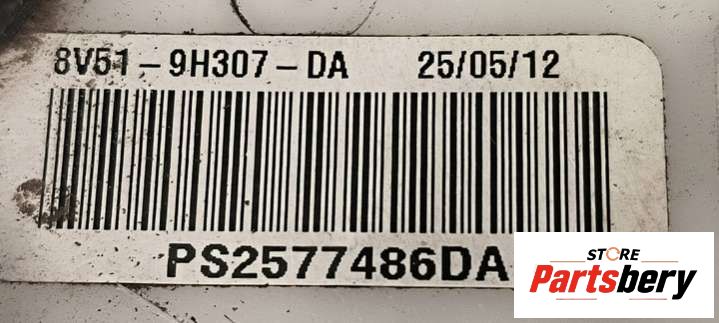 8V51-9H307-DA 25/05/12
PS2577486DA
STORE
Partsbery